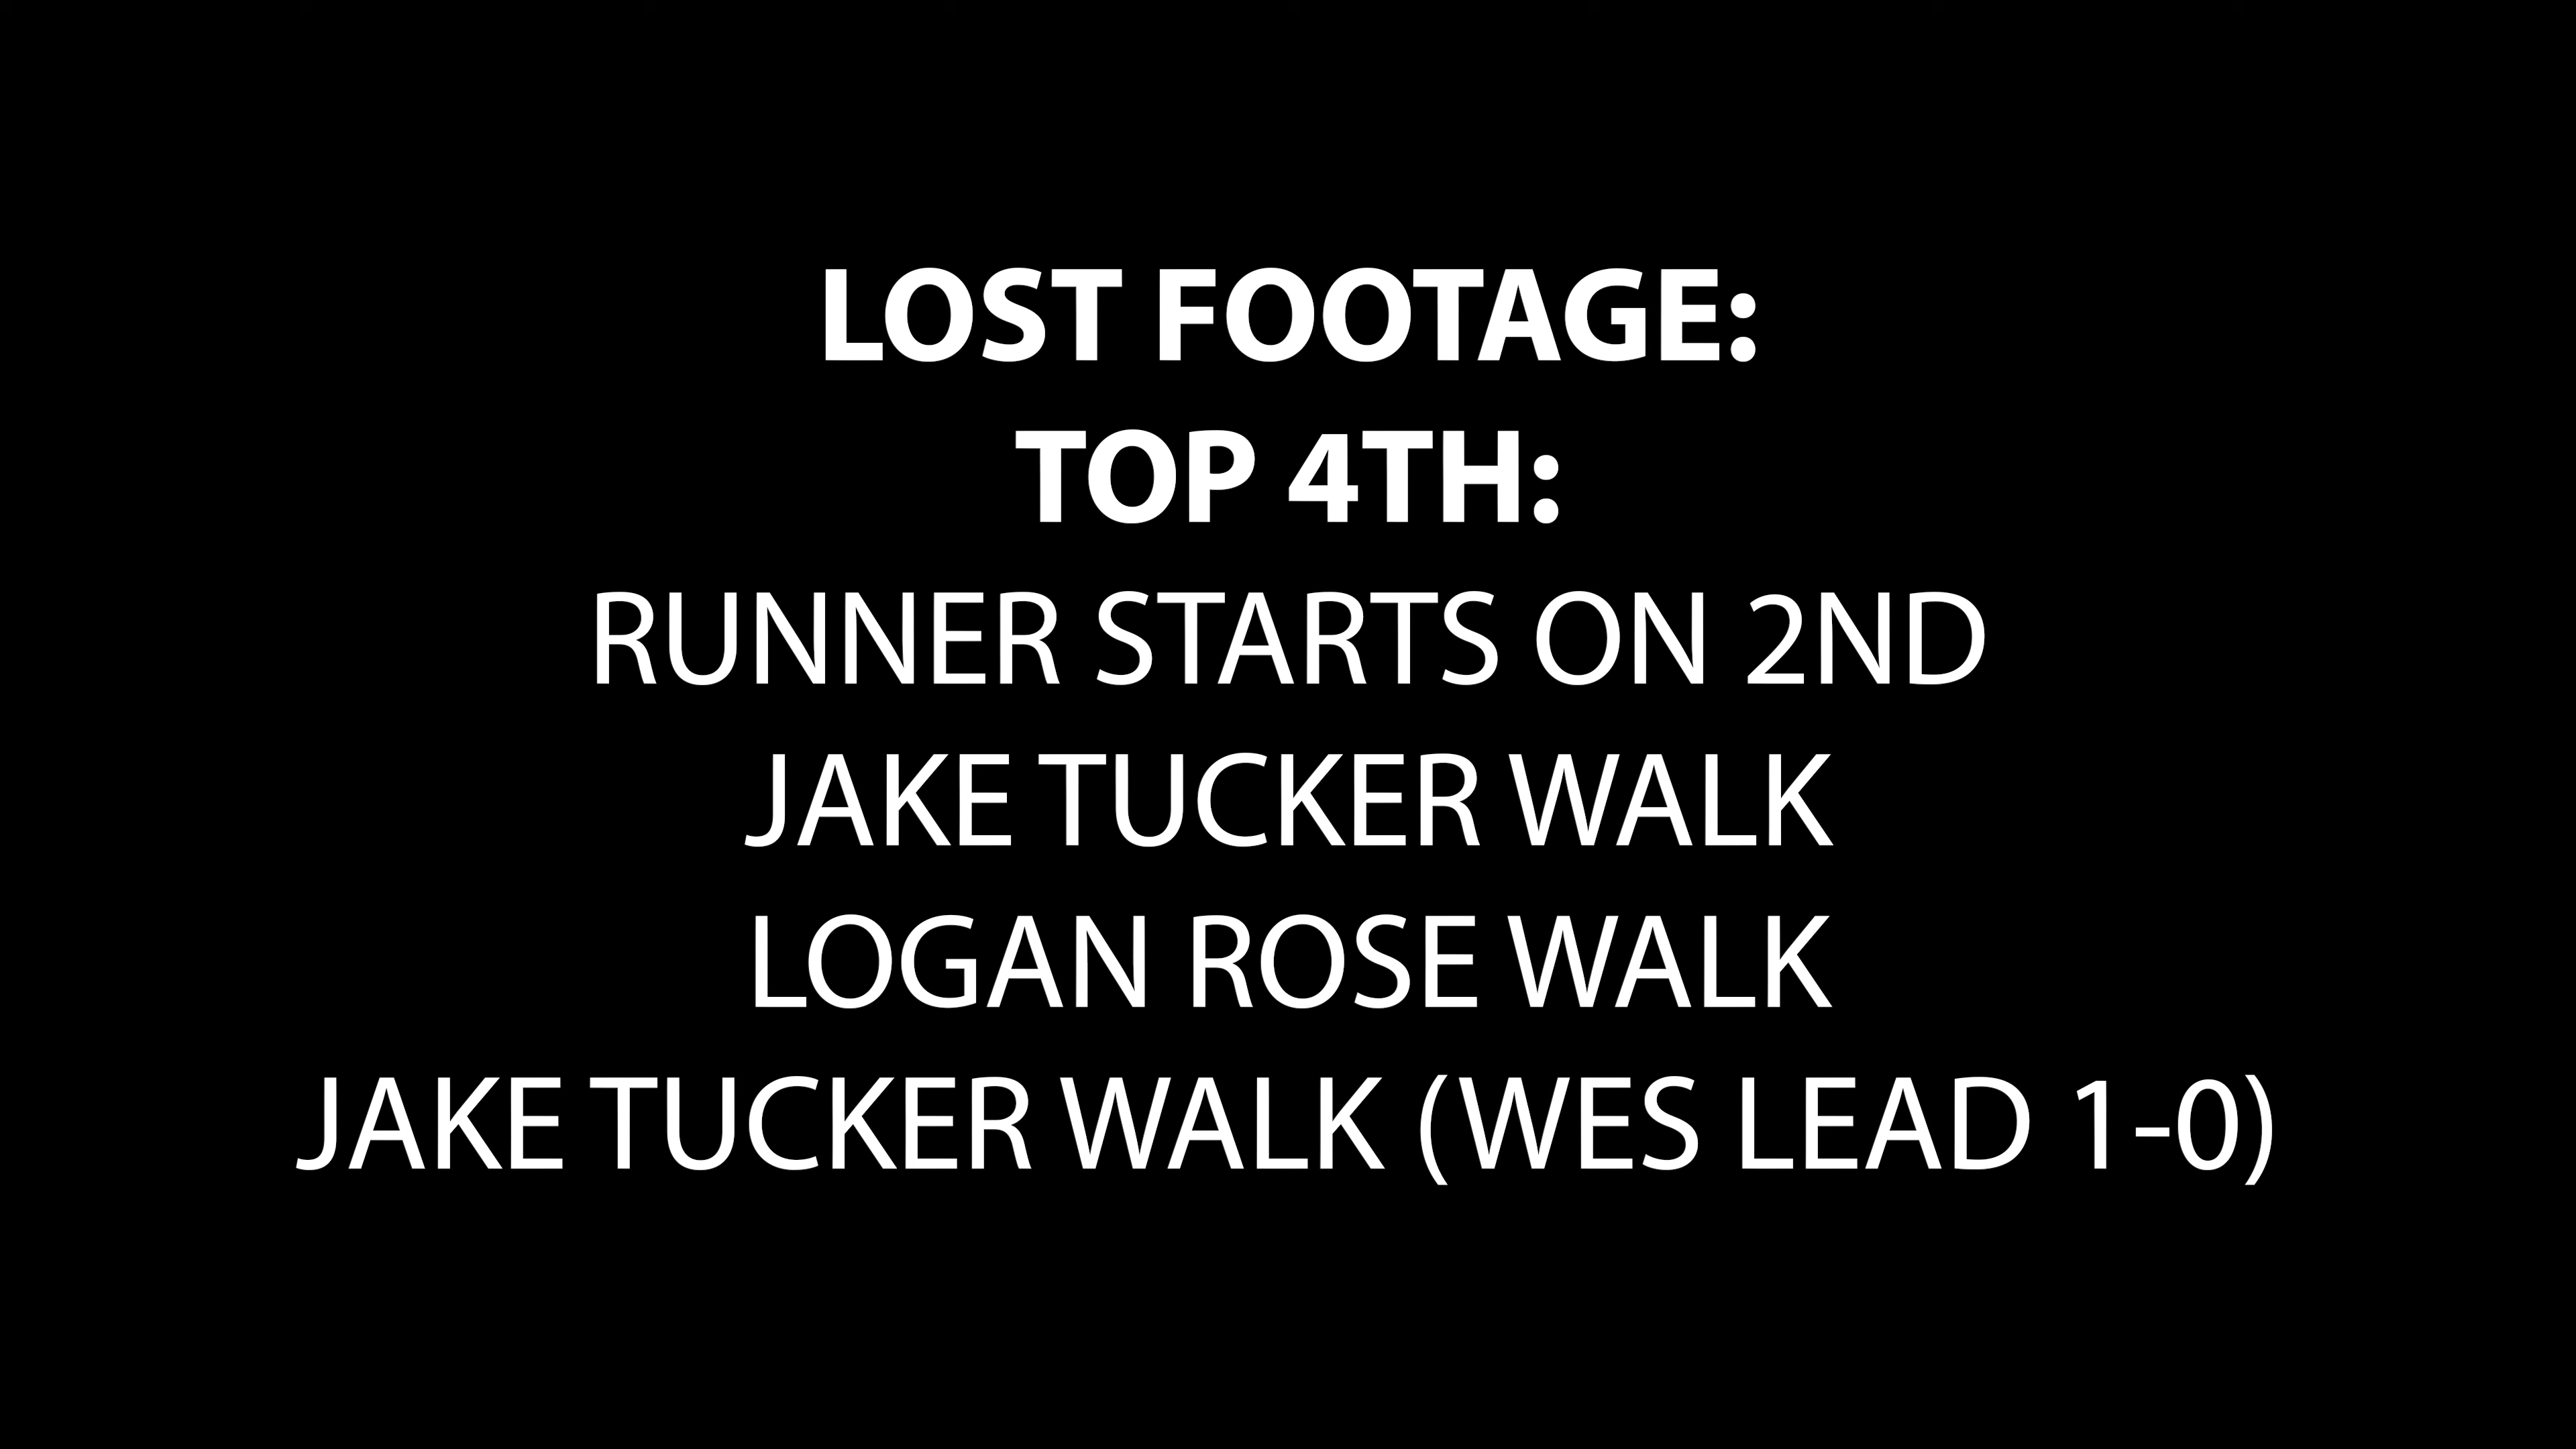 LOST FOOTAGE:
TOP 4TH:
RUNNER STARTS ON 2ND
JAKE TUCKER WALK
LOGAN ROSE WALK
JAKE TUCKER WALK (WES LEAD 1-0)